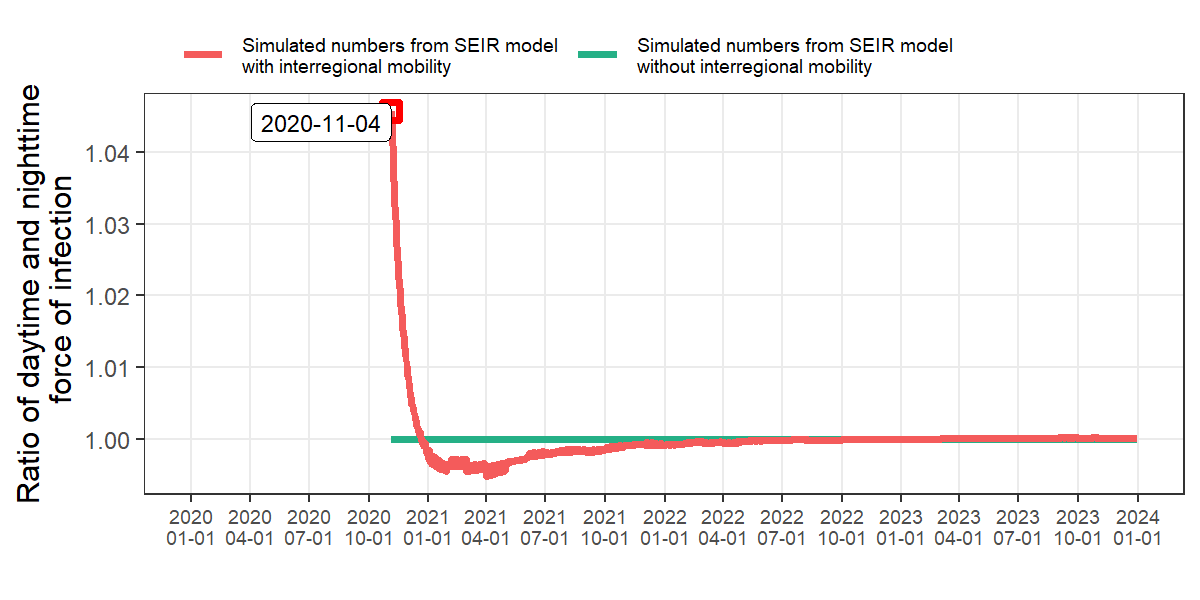 Simulated numbers from SEIR model
with interregional mobility
Simulated numbers from SEIR model
without interregional mobility
Ratio of daytime and nighttime
force of infection
2020-11-04
1.04
1.03
1.02
1.01
1.00
2020 2020 2020 2020 2021 2021 2021 2021 2022 2022 2022 2022 2023 2023 2023 2023 2024
01-01 04-01 07-01 10-01 01-01 04-01 07-01 10-01 01-01 04-01 07-01 10-01 01-01 04-01 07-01 10-01 01-01